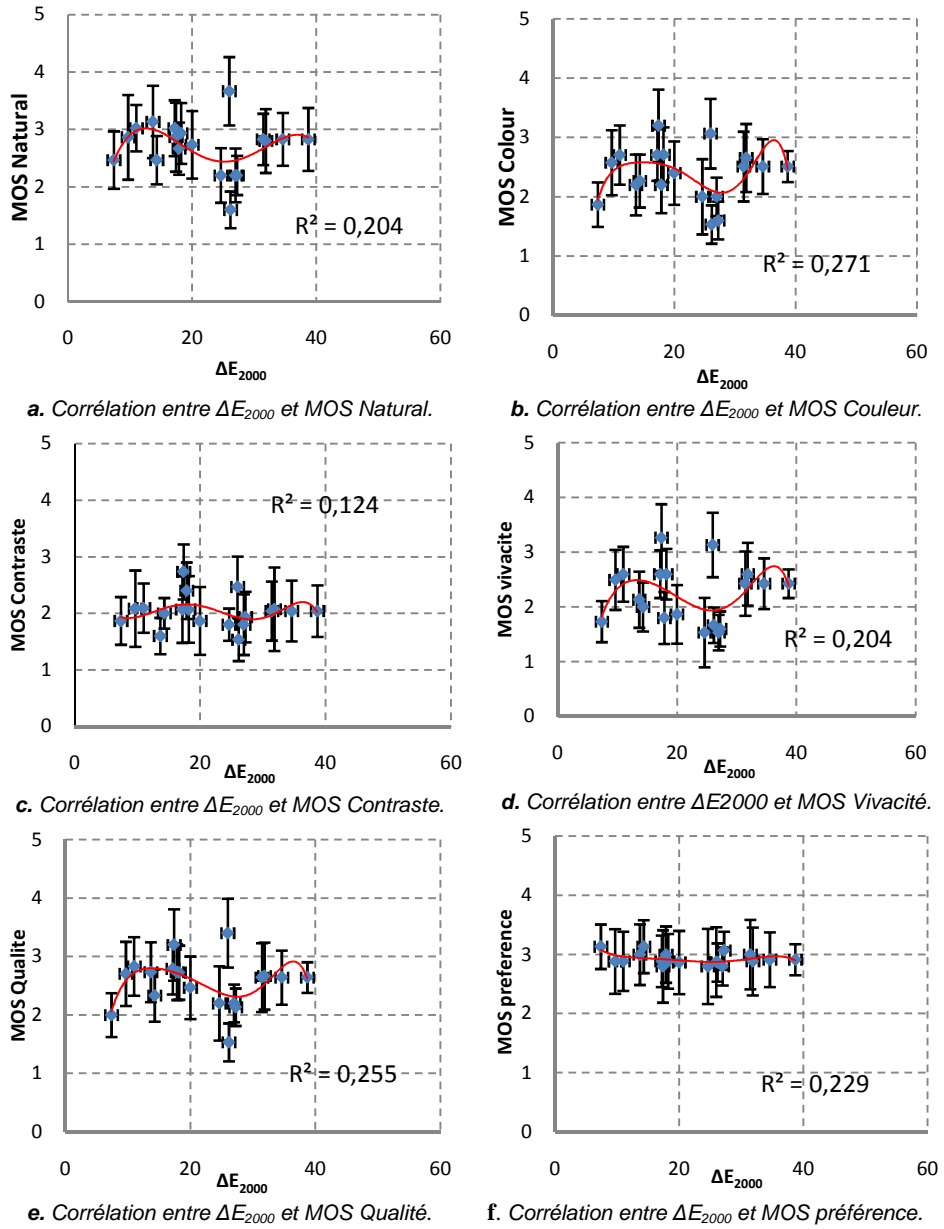 5
4
3
2
1
0
MOS Natural
R² = 0,204
0 20 40 60
ΔE₂₀₀₀
a. Corrélation entre ΔE₂₀₀₀ et MOS Natural.
5
4
3
2
1
0
MOS Colour
R² = 0,271
0 20 40 60
ΔE₂₀₀₀
b. Corrélation entre ΔE₂₀₀₀ et MOS Couleur.
5
4
3
2
1
0
MOS Contraste
R² = 0,124
0 20 40 60
ΔE₂₀₀₀
c. Corrélation entre ΔE₂₀₀₀ et MOS Contraste.
5
4
3
2
1
0
MOS vivacite
R² = 0,204
0 20 40 60
ΔE₂₀₀₀
d. Corrélation entre ΔE2000 et MOS Vivacité.
5
4
3
2
1
0
MOS Qualite
R² = 0,255
0 20 40 60
ΔE₂₀₀₀
e. Corrélation entre ΔE₂₀₀₀ et MOS Qualité.
5
4
3
2
1
0
MOS préférence
R² = 0,229
0 20 40 60
ΔE₂₀₀₀
f. Corrélation entre ΔE₂₀₀₀ et MOS préférence.